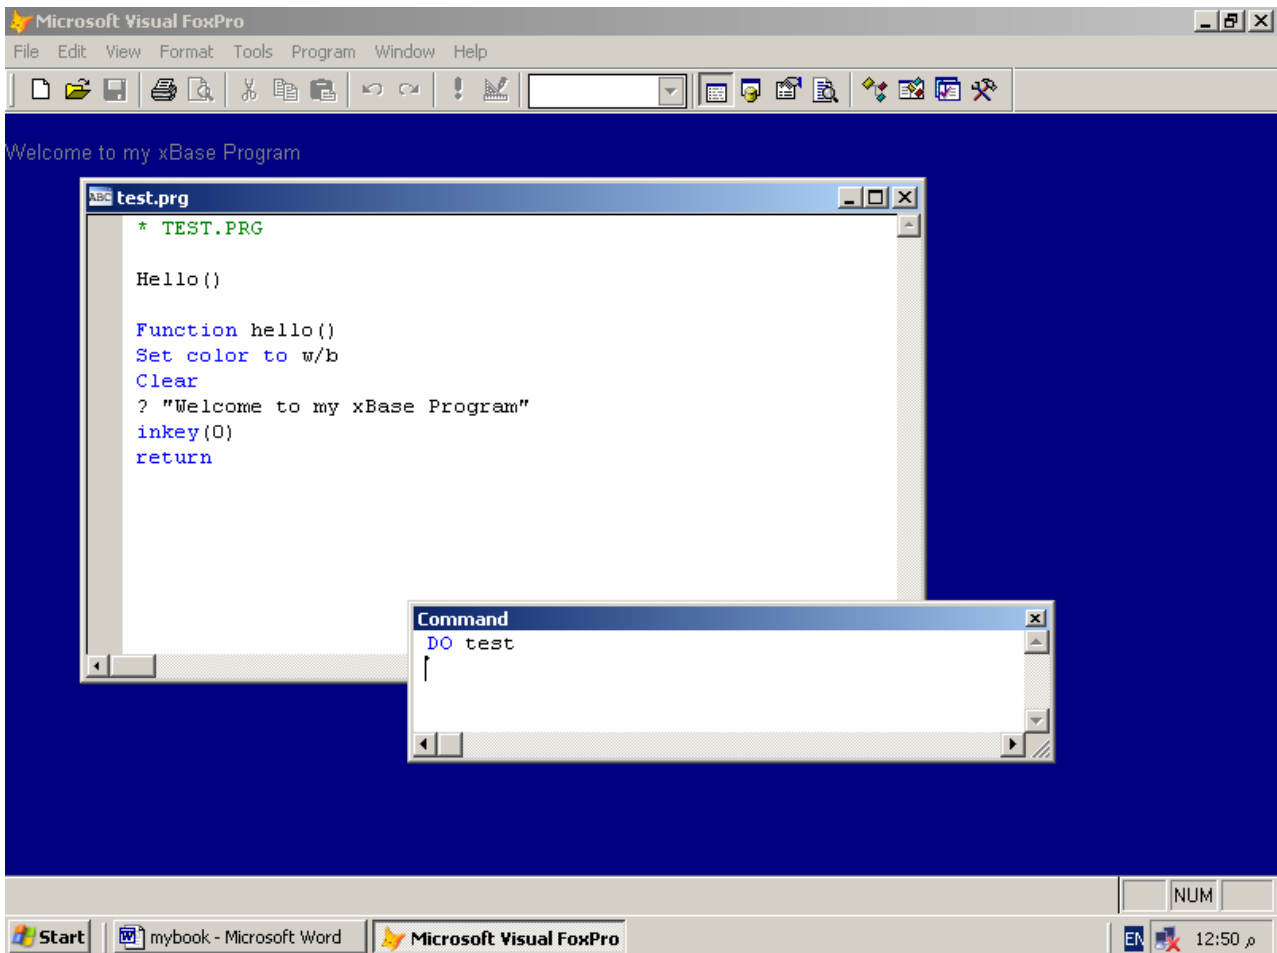 Microsoft Visual FoxPro
File Edit View Format Tools Program Window Help
Welcome to my xBase Program
ABC test.prg
* TEST.PRG
Hello()
Function hello()
Set color to w/b
Clear
? "Welcome to my xBase Program"
inkey(0)
return
Command
DO test
NUM
Start mybook - Microsoft Word Microsoft Visual FoxPro EN 12:50 م